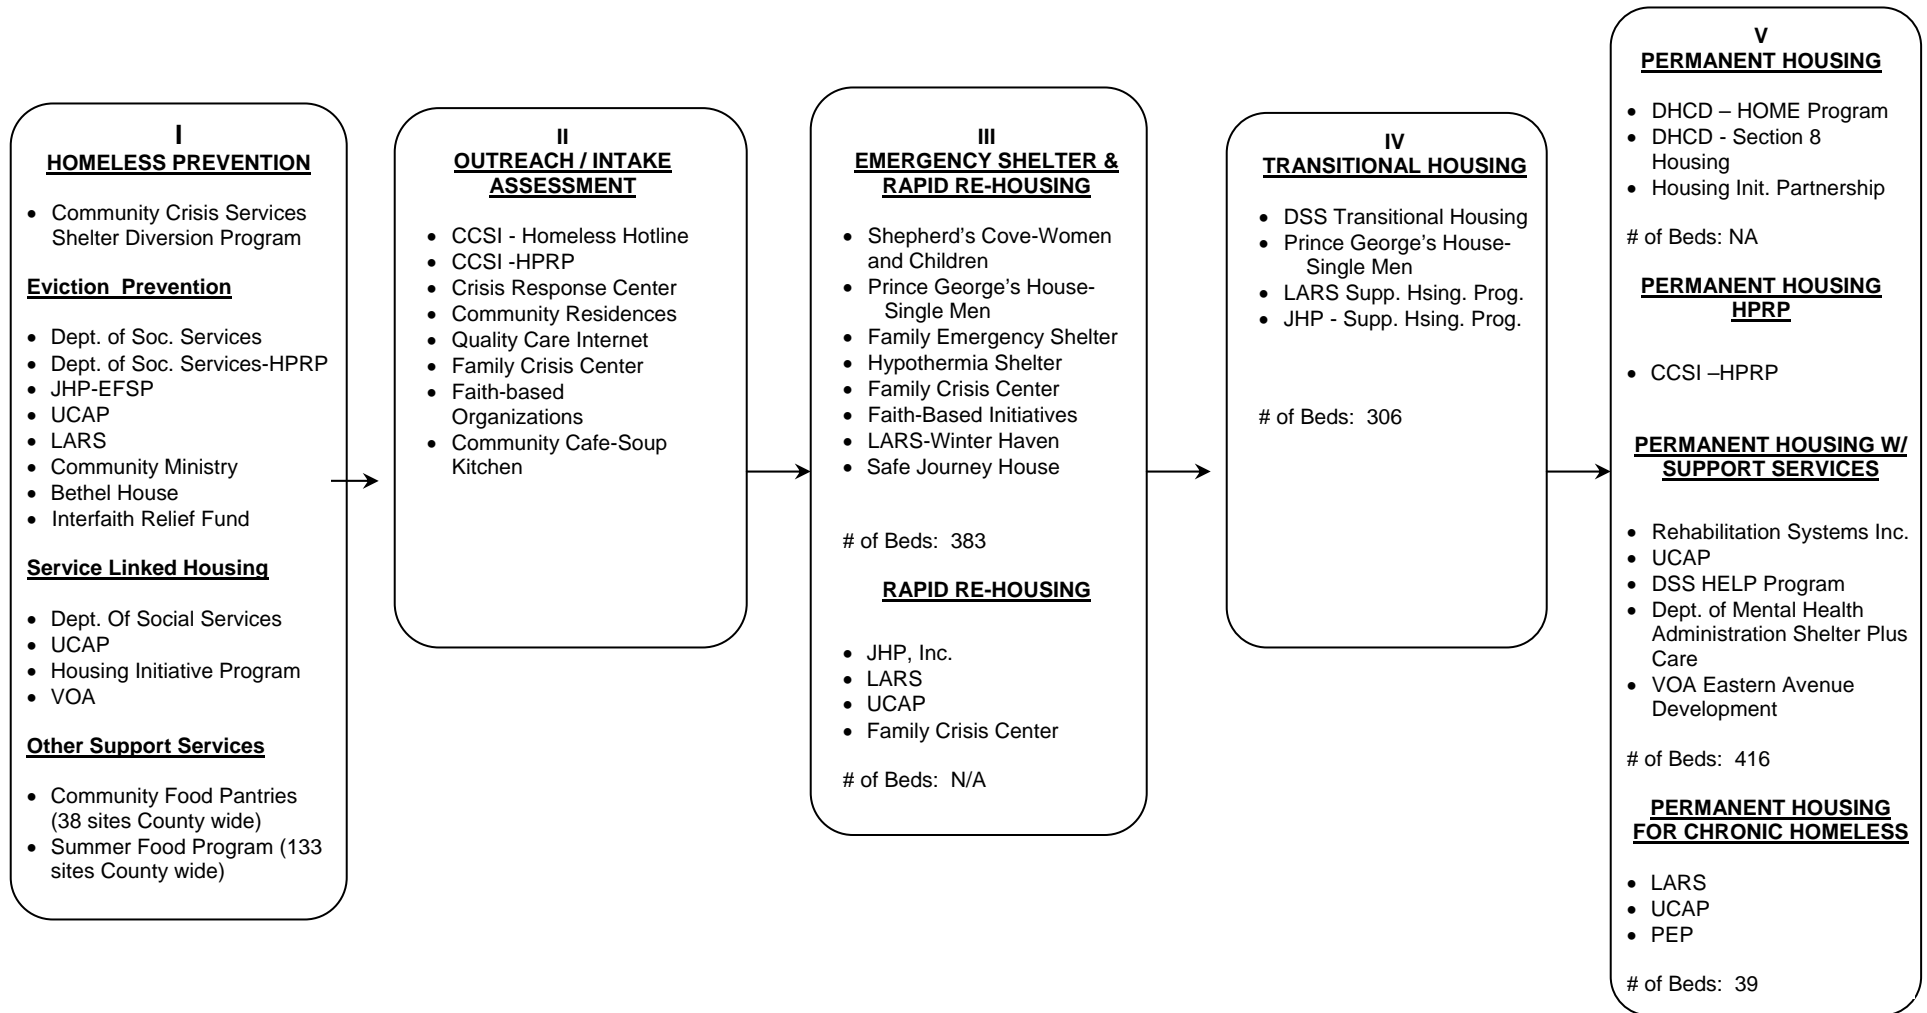 I
HOMELESS PREVENTION
• Community Crisis Services
Shelter Diversion Program
Eviction Prevention
• Dept. of Soc. Services
• Dept. of Soc. Services-HPRP
• JHP-EFSP
• UCAP
• LARS
• Community Ministry
• Bethel House
• Interfaith Relief Fund
Service Linked Housing
• Dept. Of Social Services
• UCAP
• Housing Initiative Program
• VOA
Other Support Services
• Community Food Pantries
(38 sites County wide)
• Summer Food Program (133
sites County wide)
II
OUTREACH / INTAKE
ASSESSMENT
• CCSI - Homeless Hotline
• CCSI -HPRP
• Crisis Response Center
• Community Residences
• Quality Care Internet
• Family Crisis Center
• Faith-based
Organizations
• Community Cafe-Soup
Kitchen
III
EMERGENCY SHELTER &
RAPID RE-HOUSING
• Shepherd's Cove-Women
and Children
• Prince George's House-
Single Men
• Family Emergency Shelter
• Hypothermia Shelter
• Family Crisis Center
• Faith-Based Initiatives
• LARS-Winter Haven
• Safe Journey House
# of Beds: 383
RAPID RE-HOUSING
• JHP, Inc.
• LARS
• UCAP
• Family Crisis Center
# of Beds: N/A
IV
TRANSITIONAL HOUSING
• DSS Transitional Housing
• Prince George's House-
Single Men
• LARS Supp. Hsing. Prog.
• JHP - Supp. Hsing. Prog.
# of Beds: 306
V
PERMANENT HOUSING
• DHCD – HOME Program
• DHCD - Section 8
Housing
• Housing Init. Partnership
# of Beds: NA
PERMANENT HOUSING
HPRP
• CCSI –HPRP
PERMANENT HOUSING W/
SUPPORT SERVICES
• Rehabilitation Systems Inc.
• UCAP
• DSS HELP Program
• Dept. of Mental Health
Administration Shelter Plus
Care
• VOA Eastern Avenue
Development
# of Beds: 416
PERMANENT HOUSING
FOR CHRONIC HOMELESS
• LARS
• UCAP
• PEP
# of Beds: 39